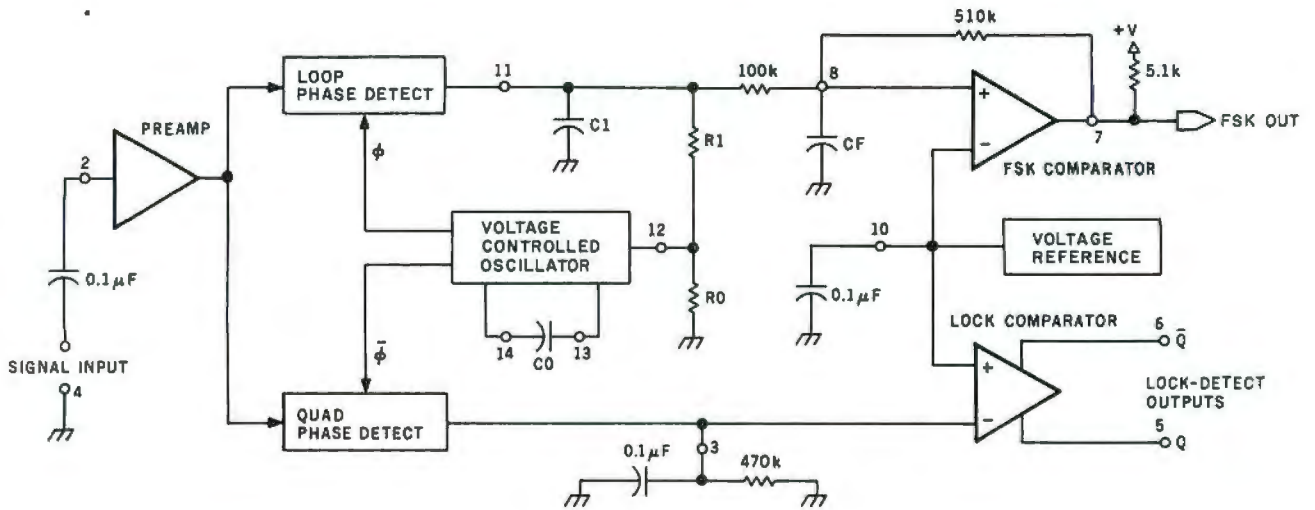 510k
+V
5.1k
LOOP
PHASE DETECT
11
100k
8
+
−
7
FSK OUT
FSK COMPARATOR
PREAMP
2
C1
R1
CF
ϕ
0.1μF
VOLTAGE
CONTROLLED
OSCILLATOR
12
10
VOLTAGE
REFERENCE
R0
0.1μF
14
C0
13
LOCK COMPARATOR
6
Q̄
SIGNAL INPUT
4
ϕ̄
+
−
LOCK-DETECT
OUTPUTS
5
Q
QUAD
PHASE DETECT
3
0.1μF
470k